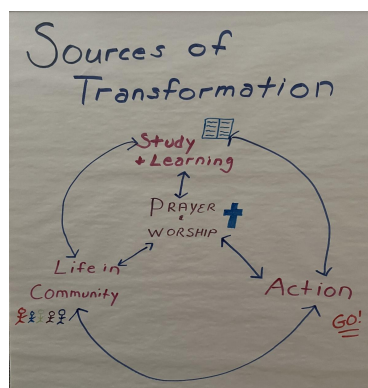 Sources of
Transformation
Study
+ Learning
PRAYER
+
WORSHIP
Life in
Community
Action
GO!